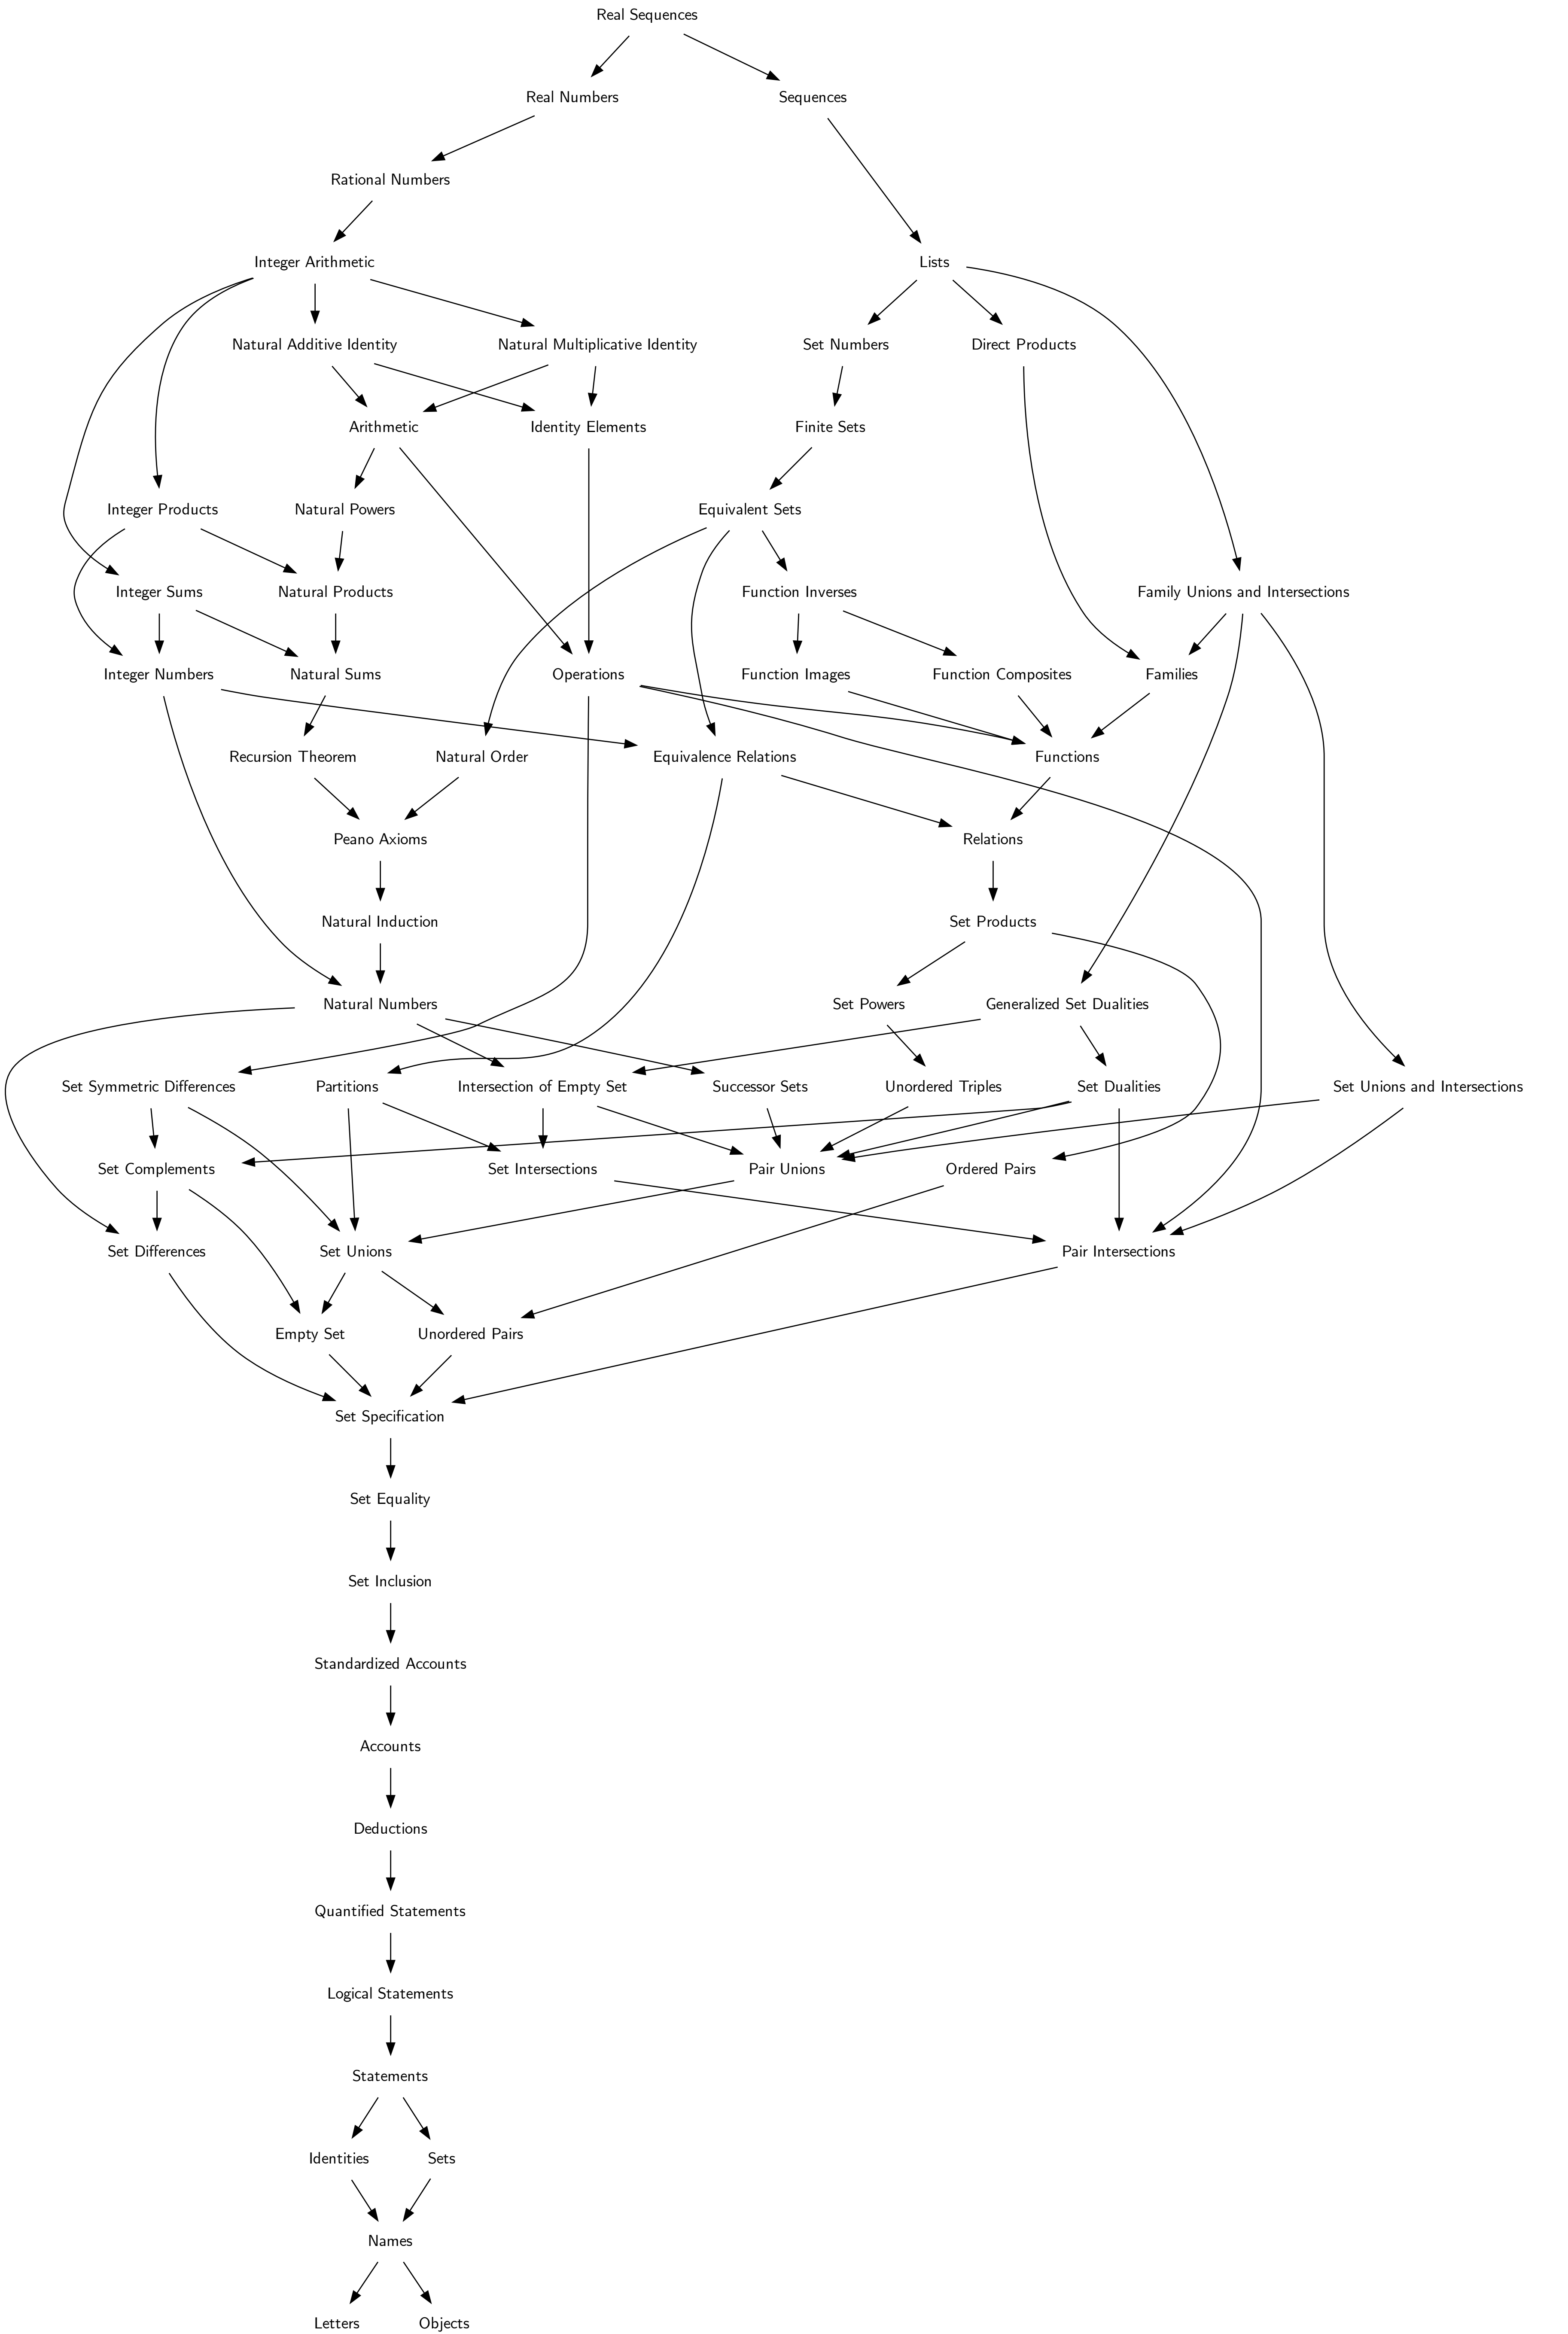 Real Sequences
Real Numbers
Sequences
Rational Numbers
Integer Arithmetic
Lists
Natural Additive Identity
Natural Multiplicative Identity
Set Numbers
Direct Products
Arithmetic
Identity Elements
Finite Sets
Integer Products
Natural Powers
Equivalent Sets
Integer Sums
Natural Products
Function Inverses
Family Unions and Intersections
Integer Numbers
Natural Sums
Operations
Function Images
Function Composites
Families
Recursion Theorem
Natural Order
Equivalence Relations
Functions
Peano Axioms
Relations
Natural Induction
Set Products
Natural Numbers
Set Powers
Generalized Set Dualities
Set Symmetric Differences
Partitions
Intersection of Empty Set
Successor Sets
Unordered Triples
Set Dualities
Set Unions and Intersections
Set Complements
Set Intersections
Pair Unions
Ordered Pairs
Set Differences
Set Unions
Pair Intersections
Empty Set
Unordered Pairs
Set Specification
Set Equality
Set Inclusion
Standardized Accounts
Accounts
Deductions
Quantified Statements
Logical Statements
Statements
Identities
Sets
Names
Letters
Objects